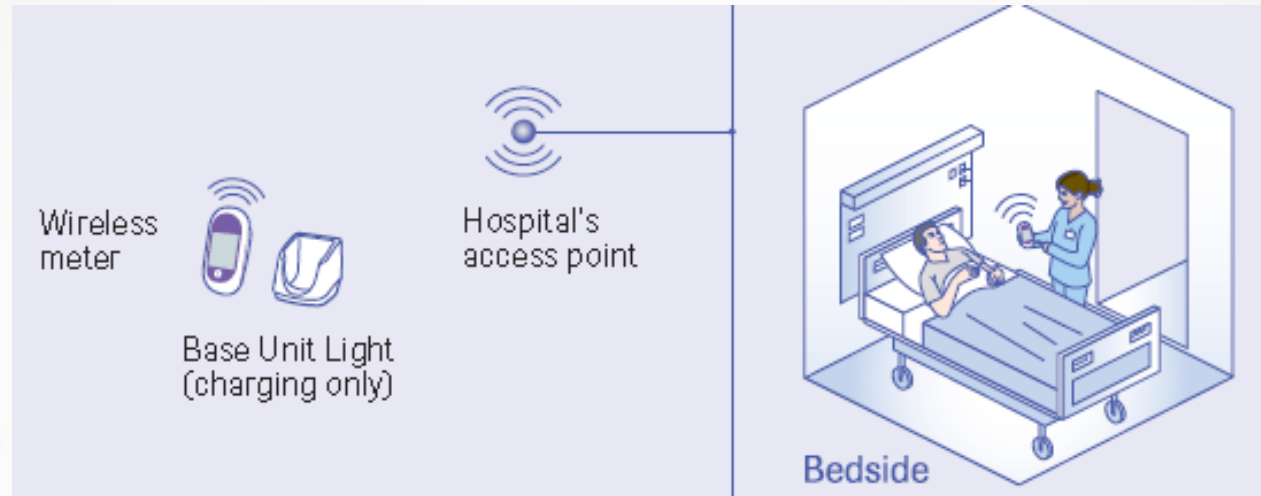 Wireless
meter
Base Unit Light
(charging only)
Hospital's
access point
Bedside